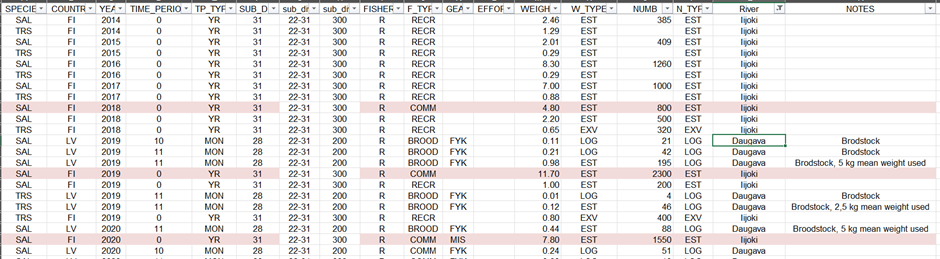 SPECIE COUNTR YEA TIME_PERIO TP_TYP SUB_D sub_di sub_di FISHER F_TYP GEA EFFOR WEIGH W_TYPE NUMB N_TYF River NOTES
SAL FI 2014 0 YR 31 22-31 300 R RECR 2.46 EST 385 EST Iijoki
TRS FI 2014 0 YR 31 22-31 300 R RECR 1.29 EST EST Iijoki
SAL FI 2015 0 YR 31 22-31 300 R RECR 2.01 EST 409 EST Iijoki
TRS FI 2015 0 YR 31 22-31 300 R RECR 0.29 EST EST Iijoki
SAL FI 2016 0 YR 31 22-31 300 R RECR 8.30 EST 1260 EST Iijoki
TRS FI 2016 0 YR 31 22-31 300 R RECR 0.29 EST EST Iijoki
SAL FI 2017 0 YR 31 22-31 300 R RECR 7.00 EST 1000 EST Iijoki
TRS FI 2017 0 YR 31 22-31 300 R RECR 0.88 EST EST Iijoki
SAL FI 2018 0 YR 31 22-31 300 R COMM 4.80 EST 800 EST Iijoki
SAL FI 2018 0 YR 31 22-31 300 R RECR 2.20 EST 500 EST Iijoki
TRS FI 2018 0 YR 31 22-31 300 R RECR 0.65 EXV 320 EXV Iijoki
SAL LV 2019 10 MON 28 22-31 200 R BROOD FYK 0.11 LOG 21 LOG Daugava Brodstock
SAL LV 2019 11 MON 28 22-31 200 R BROOD FYK 0.21 LOG 42 LOG Daugava Brodstock
SAL LV 2019 11 MON 28 22-31 200 R BROOD FYK 0.98 EST 195 LOG Daugava Brodstock, 5 kg mean weight used
SAL FI 2019 0 YR 31 22-31 300 R COMM 11.70 EST 2300 EST Iijoki
SAL FI 2019 0 YR 31 22-31 300 R RECR 1.00 EST 200 EST Iijoki
TRS LV 2019 11 MON 28 22-31 200 R BROOD FYK 0.01 LOG 4 LOG Daugava Brodstock
TRS LV 2019 11 MON 28 22-31 200 R BROOD FYK 0.12 EST 46 LOG Daugava Brodstock, 2,5 kg mean weight used
TRS FI 2019 0 YR 31 22-31 300 R RECR 0.80 EXV 400 EXV Iijoki
SAL LV 2020 11 MON 28 22-31 200 R BROOD FYK 0.44 EST 88 LOG Daugava Broodstock, 5 kg mean weight used
SAL FI 2020 0 YR 31 22-31 300 R COMM MIS 7.80 EST 1550 EST Iijoki
SAL LV 2020 10 MON 28 22-31 200 R COMM FYK 0.24 LOG 51 LOG Daugava